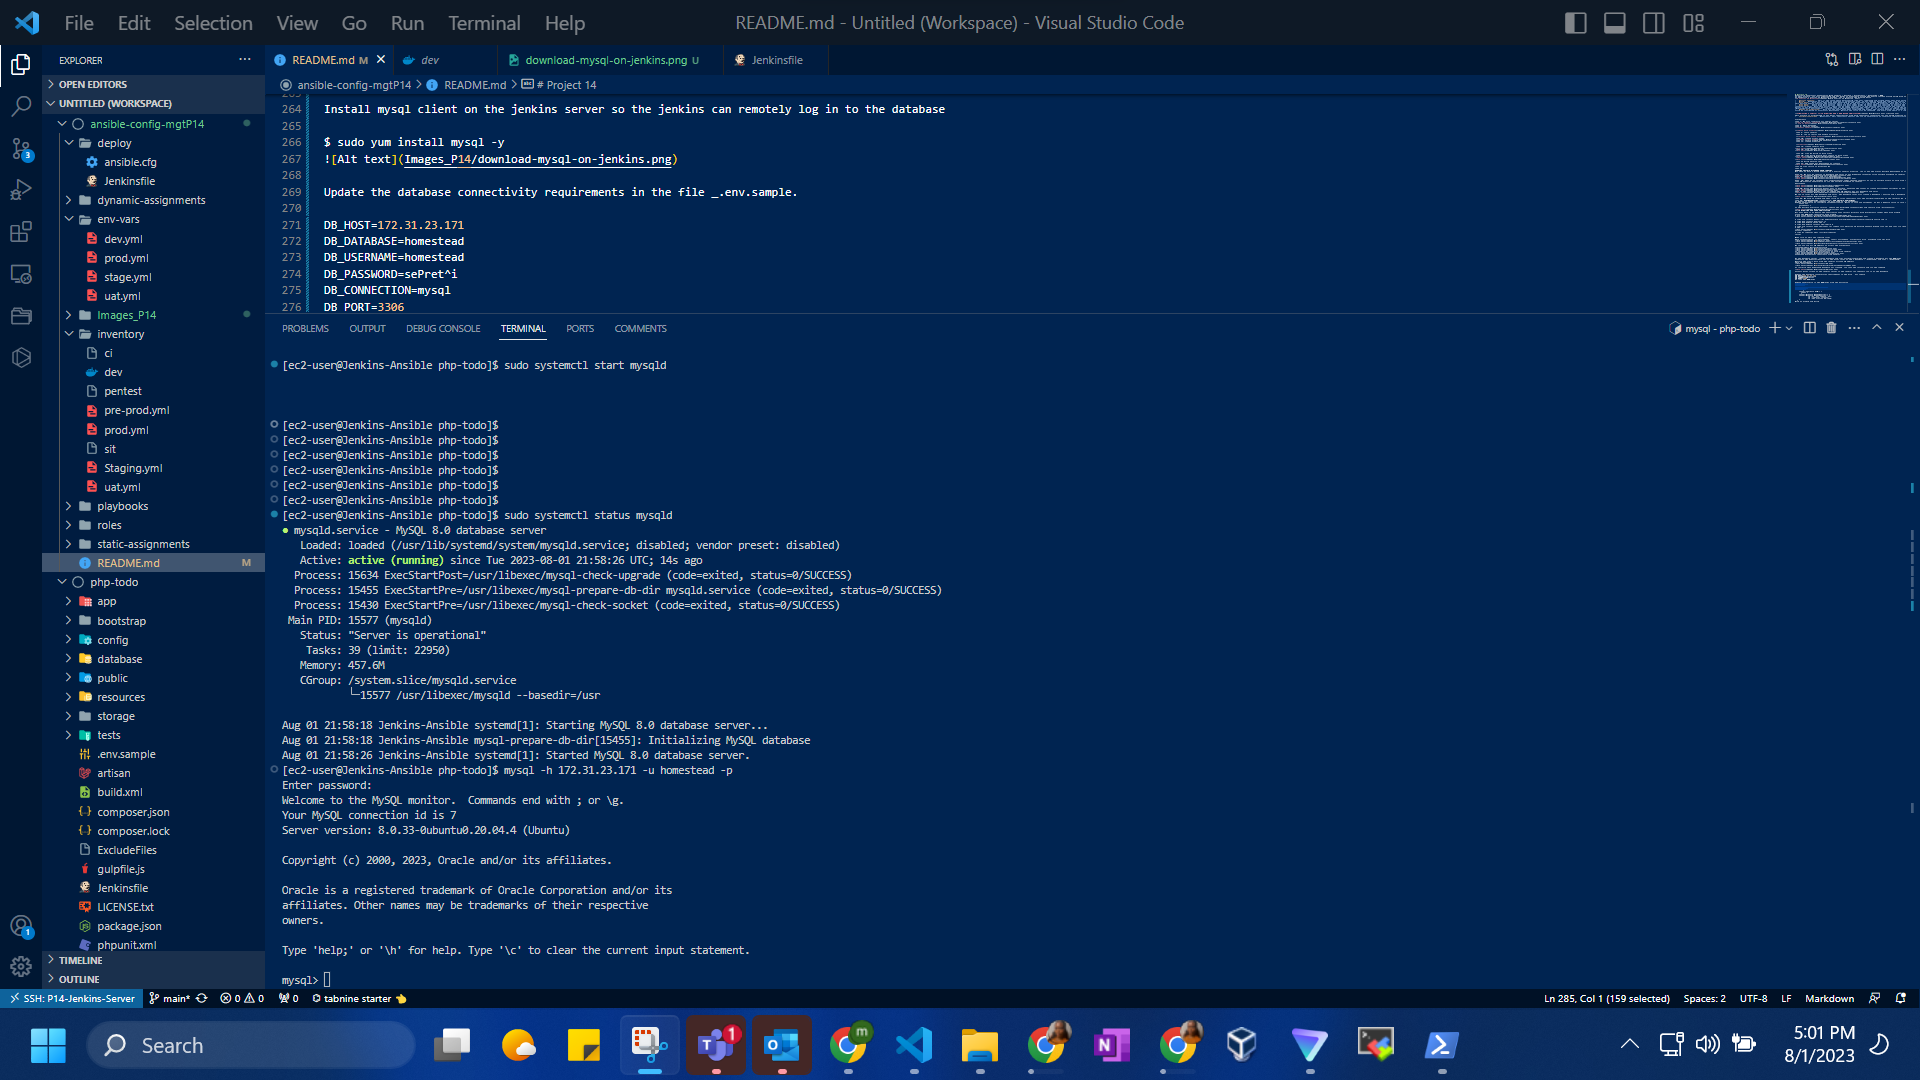 File Edit Selection View Go Run Terminal Help
README.md - Untitled (Workspace) - Visual Studio Code
EXPLORER
README.md M
dev
download-mysql-on-jenkins.png U
Jenkinsfile
OPEN EDITORS
UNTITLED (WORKSPACE)
ansible-config-mgtP14
deploy
ansible.cfg
Jenkinsfile
dynamic-assignments
env-vars
dev.yml
prod.yml
stage.yml
uat.yml
Images_P14
inventory
ci
dev
pentest
pre-prod.yml
prod.yml
sit
Staging.yml
uat.yml
playbooks
roles
static-assignments
README.md M
php-todo
app
bootstrap
config
database
public
resources
storage
tests
.env.sample
artisan
build.xml
composer.json
composer.lock
ExcludeFiles
gulpfile.js
Jenkinsfile
LICENSE.txt
package.json
phpunit.xml
TIMELINE
OUTLINE
3
1
ansible-config-mgtP14 > README.md > # Project 14
264 Install mysql client on the jenkins server so the jenkins can remotely log in to the database
265
266 $ sudo yum install mysql -y
267 ![Alt text](Images_P14/download-mysql-on-jenkins.png)
268
269 Update the database connectivity requirements in the file _.env.sample.
270
271 DB_HOST=172.31.23.171
272 DB_DATABASE=homestead
273 DB_USERNAME=homestead
274 DB_PASSWORD=sePret^i
275 DB_CONNECTION=mysql
276 DB_PORT=3306
PROBLEMS OUTPUT DEBUG CONSOLE TERMINAL PORTS COMMENTS
mysql - php-todo
[ec2-user@Jenkins-Ansible php-todo]$ sudo systemctl start mysqld
[ec2-user@Jenkins-Ansible php-todo]$
[ec2-user@Jenkins-Ansible php-todo]$
[ec2-user@Jenkins-Ansible php-todo]$
[ec2-user@Jenkins-Ansible php-todo]$
[ec2-user@Jenkins-Ansible php-todo]$
[ec2-user@Jenkins-Ansible php-todo]$
[ec2-user@Jenkins-Ansible php-todo]$ sudo systemctl status mysqld
● mysqld.service - MySQL 8.0 database server
Loaded: loaded (/usr/lib/systemd/system/mysqld.service; disabled; vendor preset: disabled)
Active: active (running) since Tue 2023-08-01 21:58:26 UTC; 14s ago
Process: 15634 ExecStartPost=/usr/libexec/mysql-check-upgrade (code=exited, status=0/SUCCESS)
Process: 15455 ExecStartPre=/usr/libexec/mysql-prepare-db-dir mysqld.service (code=exited, status=0/SUCCESS)
Process: 15430 ExecStartPre=/usr/libexec/mysql-check-socket (code=exited, status=0/SUCCESS)
Main PID: 15577 (mysqld)
Status: "Server is operational"
Tasks: 39 (limit: 22950)
Memory: 457.6M
CGroup: /system.slice/mysqld.service
└─15577 /usr/libexec/mysqld --basedir=/usr
Aug 01 21:58:18 Jenkins-Ansible systemd[1]: Starting MySQL 8.0 database server...
Aug 01 21:58:18 Jenkins-Ansible mysql-prepare-db-dir[15455]: Initializing MySQL database
Aug 01 21:58:26 Jenkins-Ansible systemd[1]: Started MySQL 8.0 database server.
[ec2-user@Jenkins-Ansible php-todo]$ mysql -h 172.31.23.171 -u homestead -p
Enter password:
Welcome to the MySQL monitor.  Commands end with ; or \g.
Your MySQL connection id is 7
Server version: 8.0.33-0ubuntu0.20.04.4 (Ubuntu)
Copyright (c) 2000, 2023, Oracle and/or its affiliates.
Oracle is a registered trademark of Oracle Corporation and/or its
affiliates. Other names may be trademarks of their respective
owners.
Type 'help;' or '\h' for help. Type '\c' to clear the current input statement.
mysql>
SSH: P14-Jenkins-Server main* 0 0 0 tabnine starter
Ln 285, Col 1 (159 selected) Spaces: 2 UTF-8 LF Markdown
Search
1
m
5:01 PM
8/1/2023